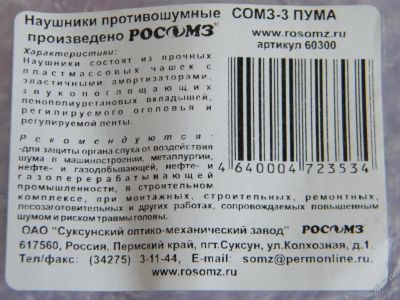 Наушники противошумные СОМЗ-3 ПУМА
произведено РОСОМЗ®
www.rosomz.ru
артикул 60300
Характеристики:
Наушники состоят из прочных
пластмассовых чашек с
эластичными амортизаторами,
звукопоглощающих
пенополиуретановых вкладышей,
регилируемого оголовья и
регулируемой ленты.
Рекомендуются:
-для защиты органа слуха от воздействия
шума в машиностроении, металлургии,
нефте- и газодобывающей, нефте- и
газоперерабатывающей
промышленности, в строительном
комплексе, при монтажных, строительных, ремонтных,
лесозаготовительных и других работах, сопровождаемых повышенным
шумом и риском травмы головы.
4 640004 723534
ОАО "Суксунский оптико-механический завод" РОСОМЗ®
617560, Россия, Пермский край, пгт.Суксун, ул.Колхозная, д.1.
Тел/факс: (34275) 3-11-44, E-mail: somz@permonline.ru.
www.rosomz.ru